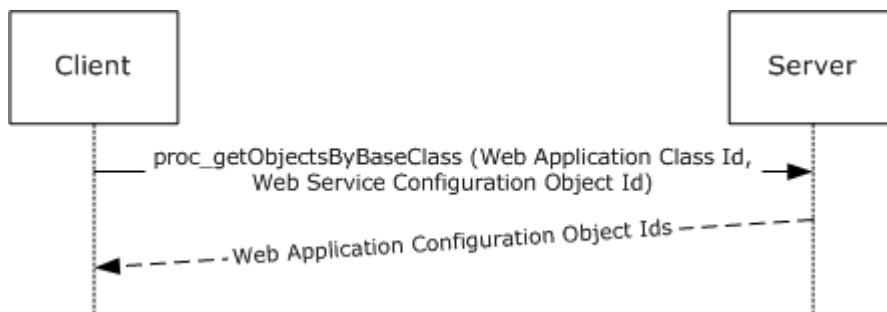 Client
Server
proc_getObjectsByBaseClass (Web Application Class Id,
Web Service Configuration Object Id)
Web Application Configuration Object Ids